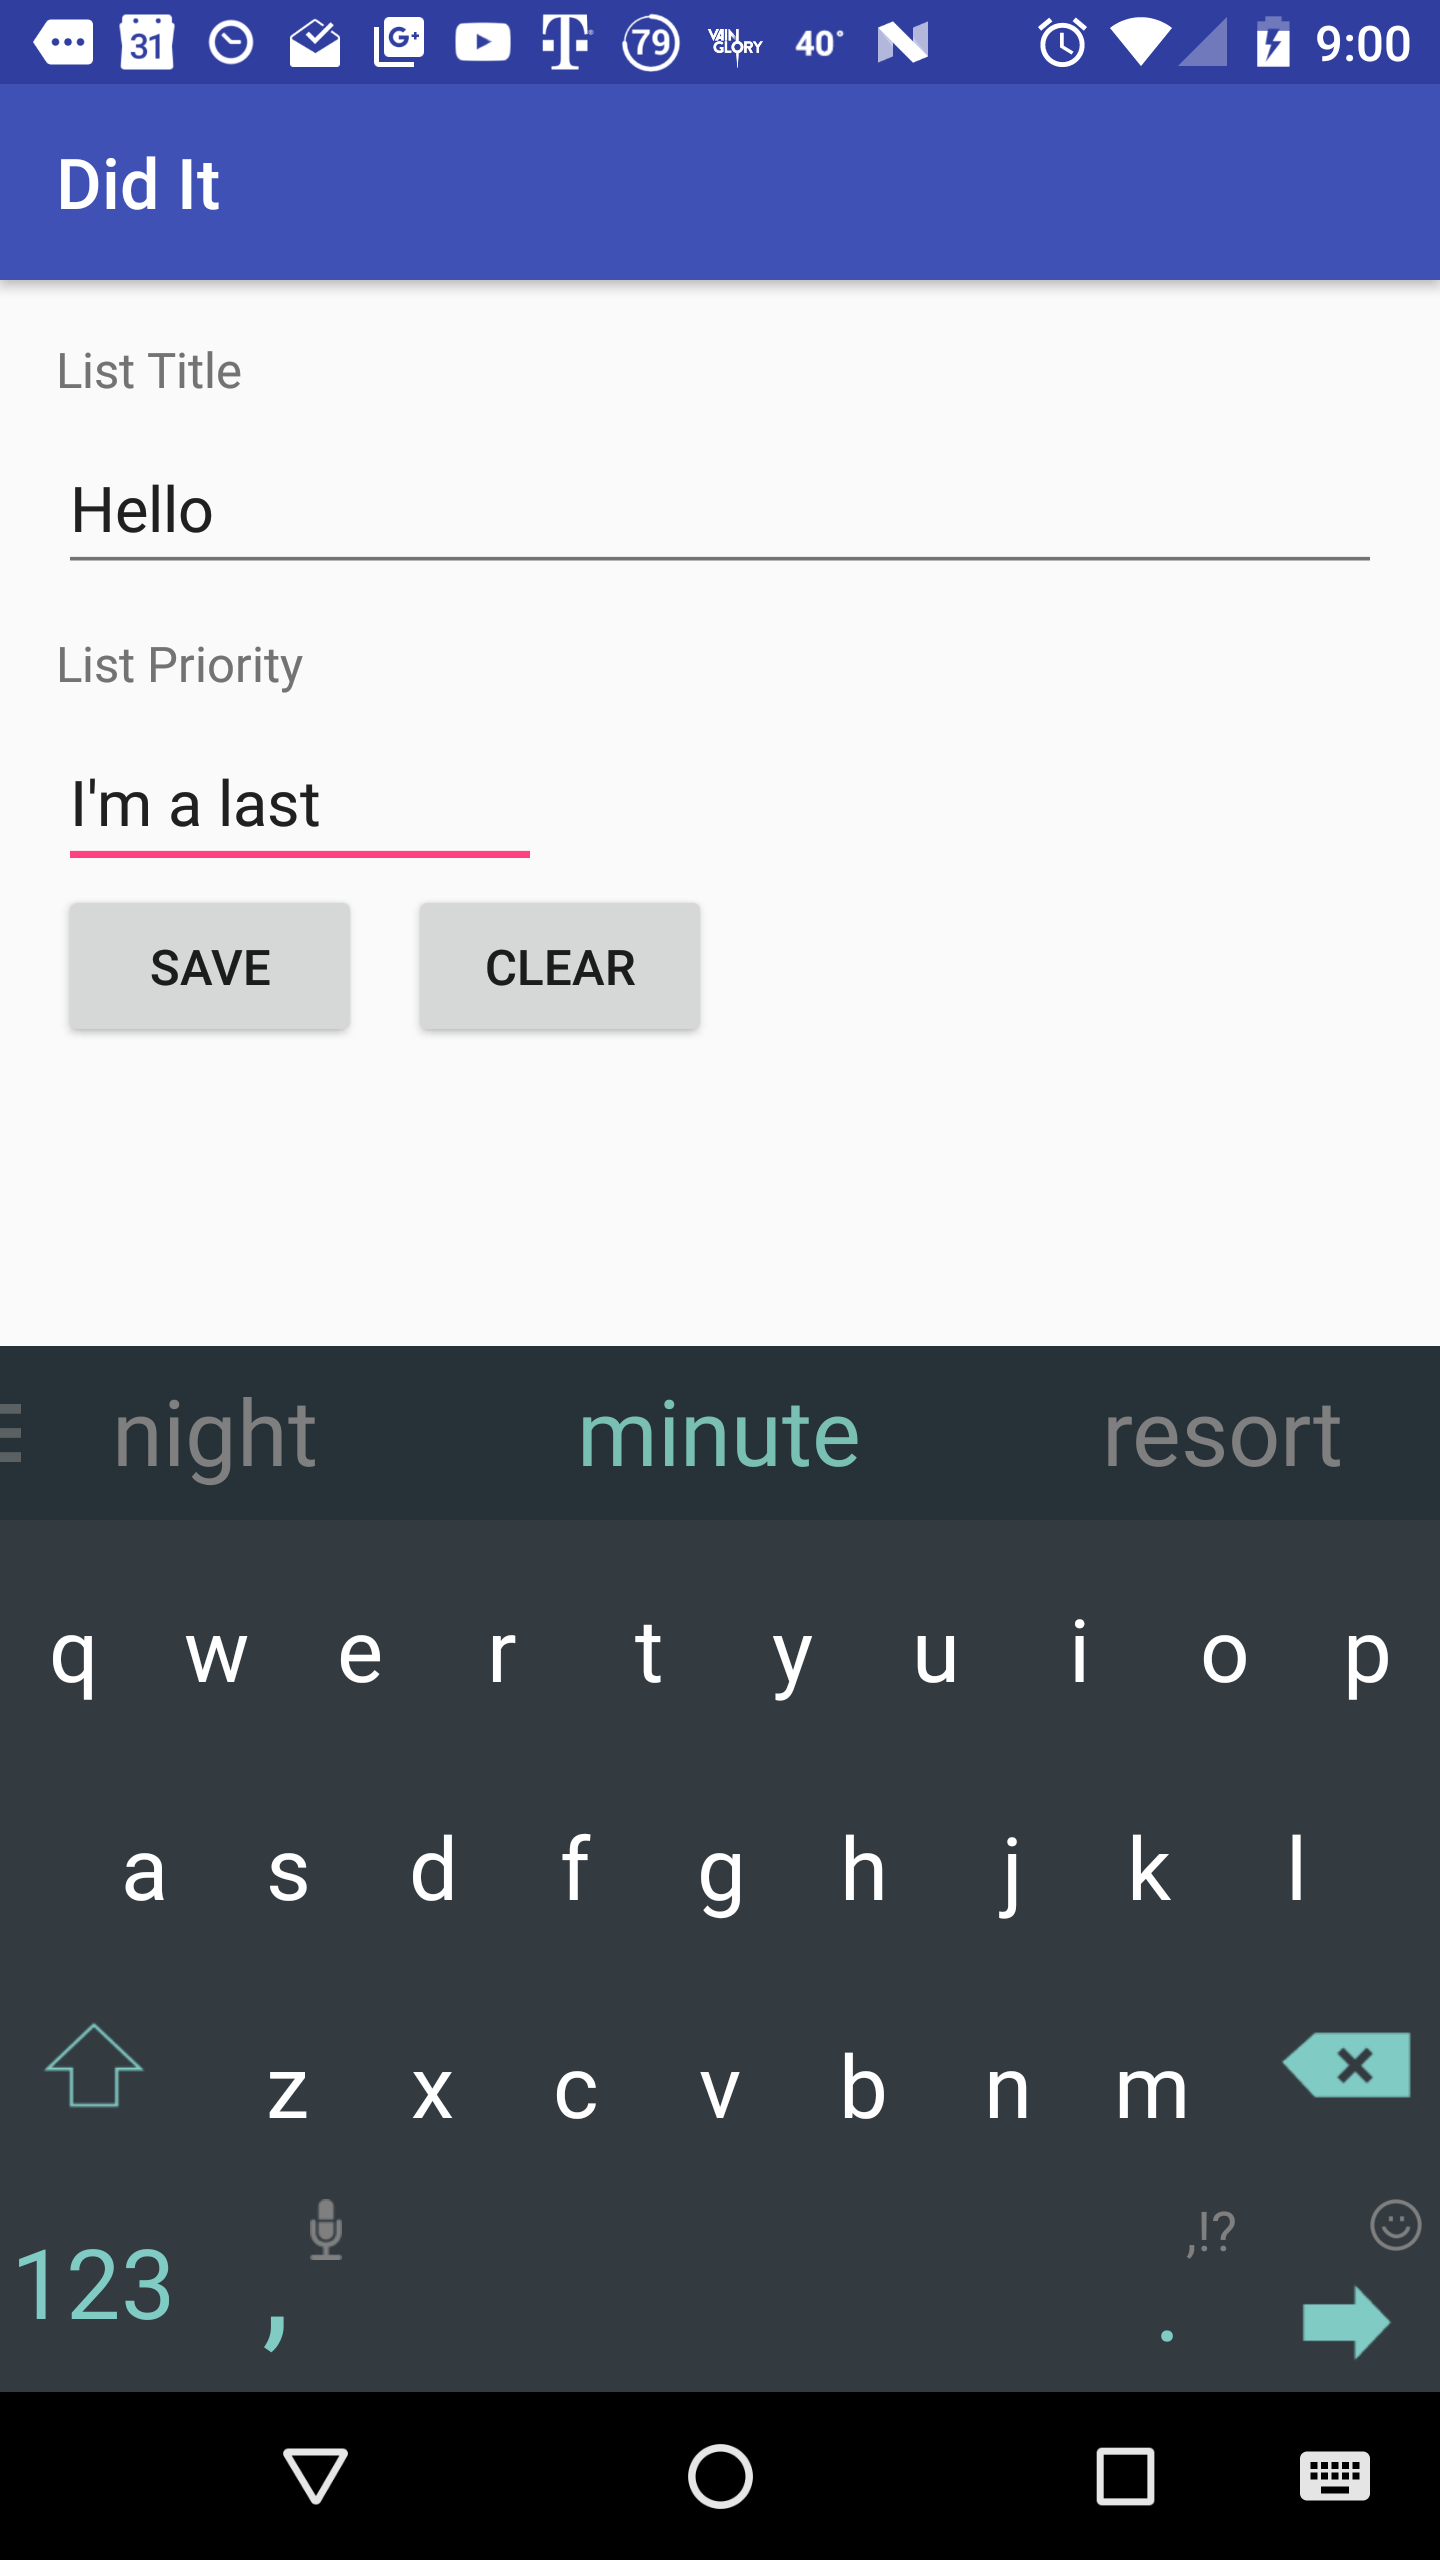 31 G+ T 79 VAIN GLORY 40° 9:00
Did It
List Title
Hello
List Priority
I'm a last
SAVE CLEAR
night minute resort
q w e r t y u i o p
a s d f g h j k l
z x c v b n m
,!?
123 , .